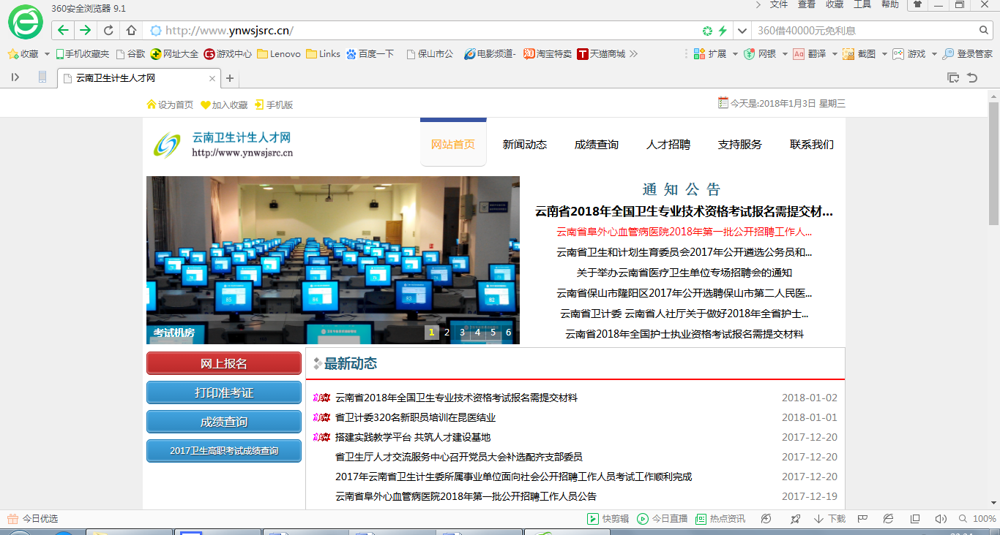 360安全浏览器 9.1
文件 查看 收藏 工具 帮助
http://www.ynwsjsrc.cn/
360借40000元免利息
收藏 手机收藏夹 谷歌 网址大全 游戏中心 Lenovo Links 百度一下 保山市公 电影频道- 淘宝特卖 天猫商城 扩展 网银 翻译 截图 游戏 登录管家
云南卫生计生人才网
设为首页 加入收藏 手机版
今天是:2018年1月3日 星期三
云南卫生计生人才网
http://www.ynwsjsrc.cn
网站首页 新闻动态 成绩查询 人才招聘 支持服务 联系我们
考试机房
1 2 3 4 5 6
通知公告
云南省2018年全国卫生专业技术资格考试报名需提交材...
云南省阜外心血管病医院2018年第一批公开招聘工作人...
云南省卫生和计划生育委员会2017年公开遴选公务员和...
关于举办云南省医疗卫生单位专场招聘会的通知
云南省保山市隆阳区2017年公开选聘保山市第二人民医...
云南省卫计委 云南省人社厅关于做好2018年全省护士...
云南省2018年全国护士执业资格考试报名需提交材料
网上报名
打印准考证
成绩查询
2017卫生高职考试成绩查询
最新动态
NEW 云南省2018年全国卫生专业技术资格考试报名需提交材料 2018-01-02
NEW 省卫计委320名新职员培训在昆医结业 2018-01-01
NEW 搭建实践教学平台 共筑人才建设基地 2017-12-20
省卫生厅人才交流服务中心召开党员大会补选配齐支部委员 2017-12-20
2017年云南省卫生计生委所属事业单位面向社会公开招聘工作人员考试工作顺利完成 2017-12-20
云南省阜外心血管病医院2018年第一批公开招聘工作人员公告 2017-12-19
今日优选
快剪辑 今日直播 热点资讯 下载 100%